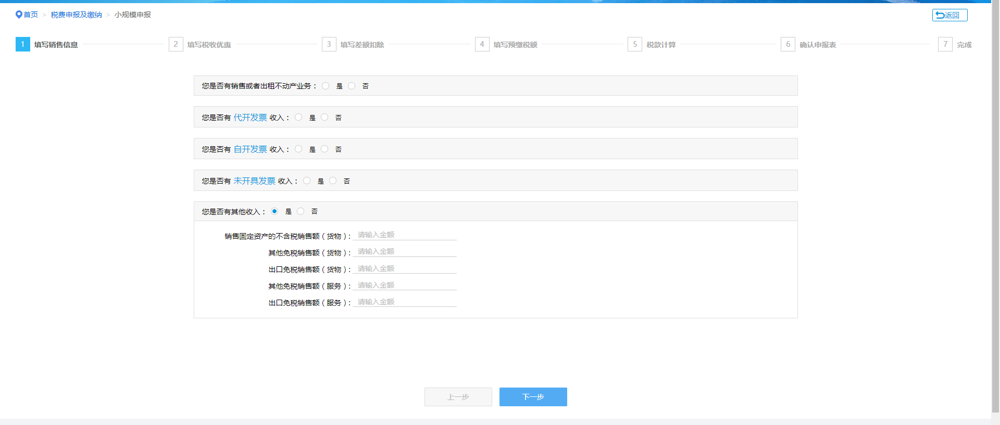 首页 > 税费申报及缴纳 > 小规模申报
返回
1 填写销售信息
2 填写税收优惠
3 填写差额扣除
4 填写预缴税额
5 税款计算
6 确认申报表
7 完成
您是否有销售或者出租不动产业务： 是 否
您是否有 代开发票 收入： 是 否
您是否有 自开发票 收入： 是 否
您是否有 未开具发票 收入： 是 否
您是否有其他收入： 是 否
销售固定资产的不含税销售额（货物）: 请输入金额
其他免税销售额（货物）: 请输入金额
出口免税销售额（货物）: 请输入金额
其他免税销售额（服务）: 请输入金额
出口免税销售额（服务）: 请输入金额
上一步
下一步